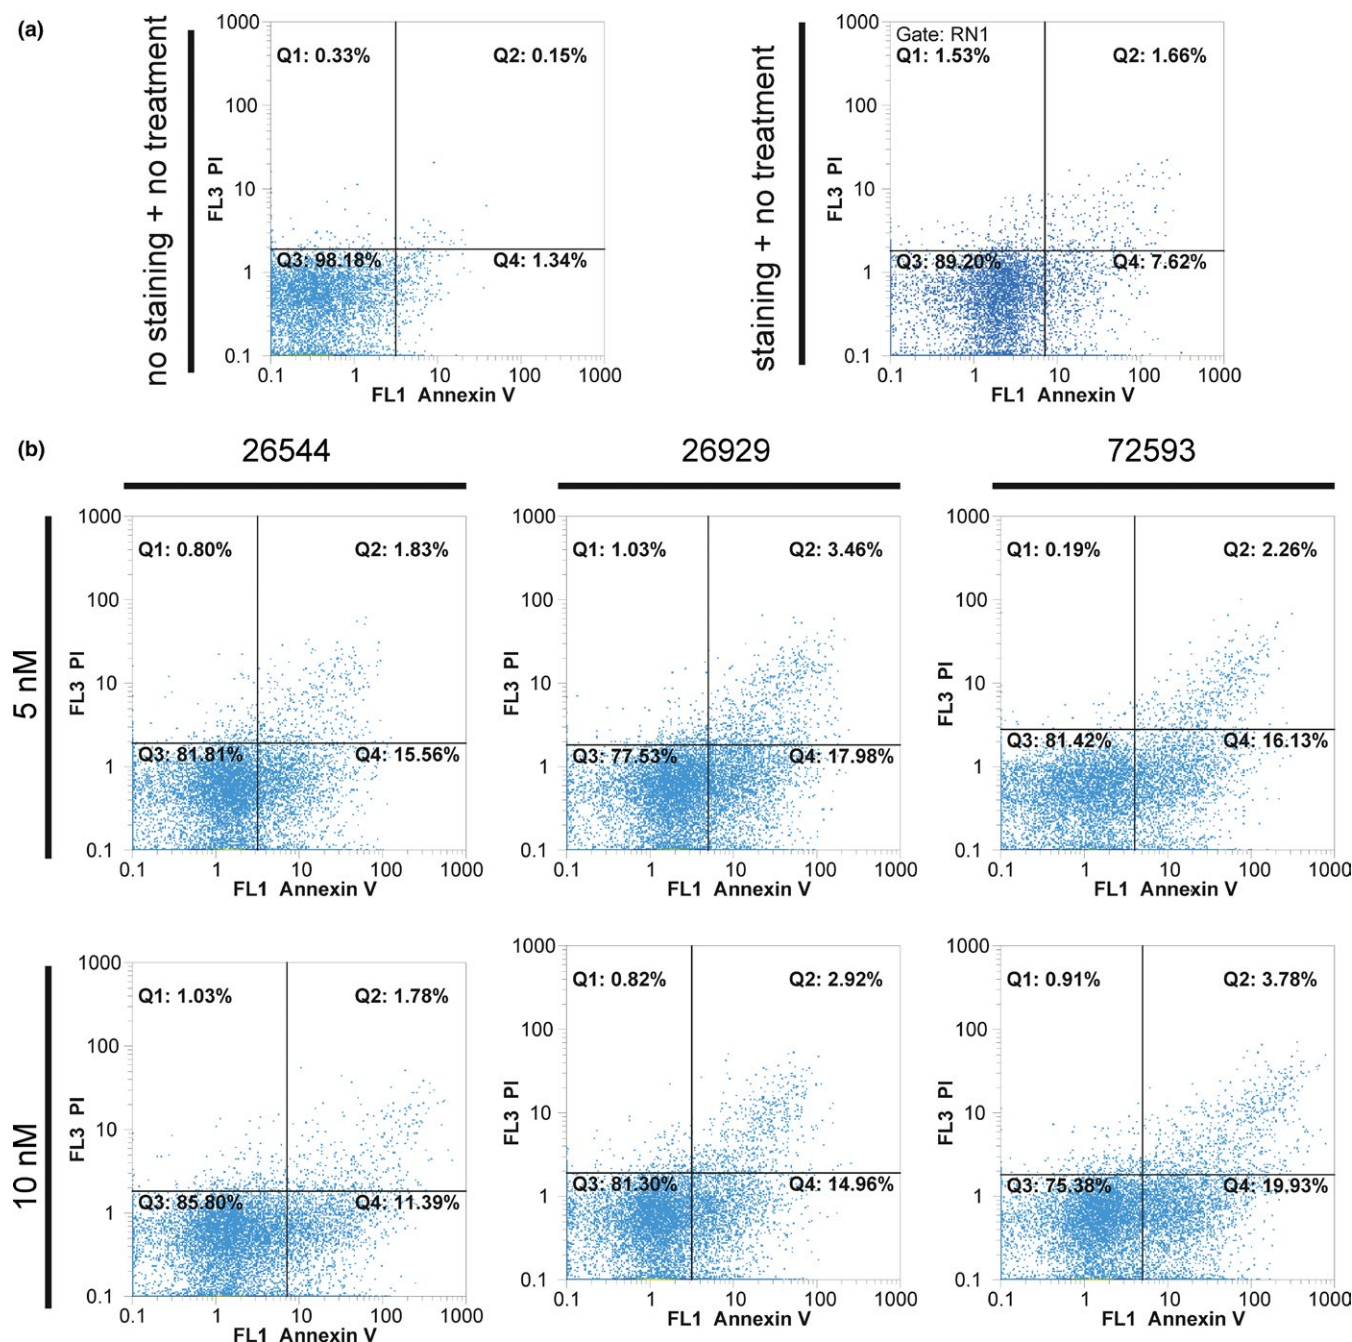 (a)
no staining + no treatment
1000
100
10
1
0.1
FL3 PI
Q1: 0.33%
Q2: 0.15%
Q3: 98.18%
Q4: 1.34%
0.1 1 10 100 1000
FL1 Annexin V
staining + no treatment
1000
100
10
1
0.1
FL3 PI
Gate: RN1
Q1: 1.53%
Q2: 1.66%
Q3: 89.20%
Q4: 7.62%
0.1 1 10 100 1000
FL1 Annexin V
(b)
26544
26929
72593
5 nM
1000
100
10
1
0.1
FL3 PI
Q1: 0.80%
Q2: 1.83%
Q3: 81.81%
Q4: 15.56%
0.1 1 10 100 1000
FL1 Annexin V
1000
100
10
1
0.1
FL3 PI
Q1: 1.03%
Q2: 3.46%
Q3: 77.53%
Q4: 17.98%
0.1 1 10 100 1000
FL1 Annexin V
1000
100
10
1
0.1
FL3 PI
Q1: 0.19%
Q2: 2.26%
Q3: 81.42%
Q4: 16.13%
0.1 1 10 100 1000
FL1 Annexin V
10 nM
1000
100
10
1
0.1
FL3 PI
Q1: 1.03%
Q2: 1.78%
Q3: 85.80%
Q4: 11.39%
0.1 1 10 100 1000
FL1 Annexin V
1000
100
10
1
0.1
FL3 PI
Q1: 0.82%
Q2: 2.92%
Q3: 81.30%
Q4: 14.96%
0.1 1 10 100 1000
FL1 Annexin V
1000
100
10
1
0.1
FL3 PI
Q1: 0.91%
Q2: 3.78%
Q3: 75.38%
Q4: 19.93%
0.1 1 10 100 1000
FL1 Annexin V